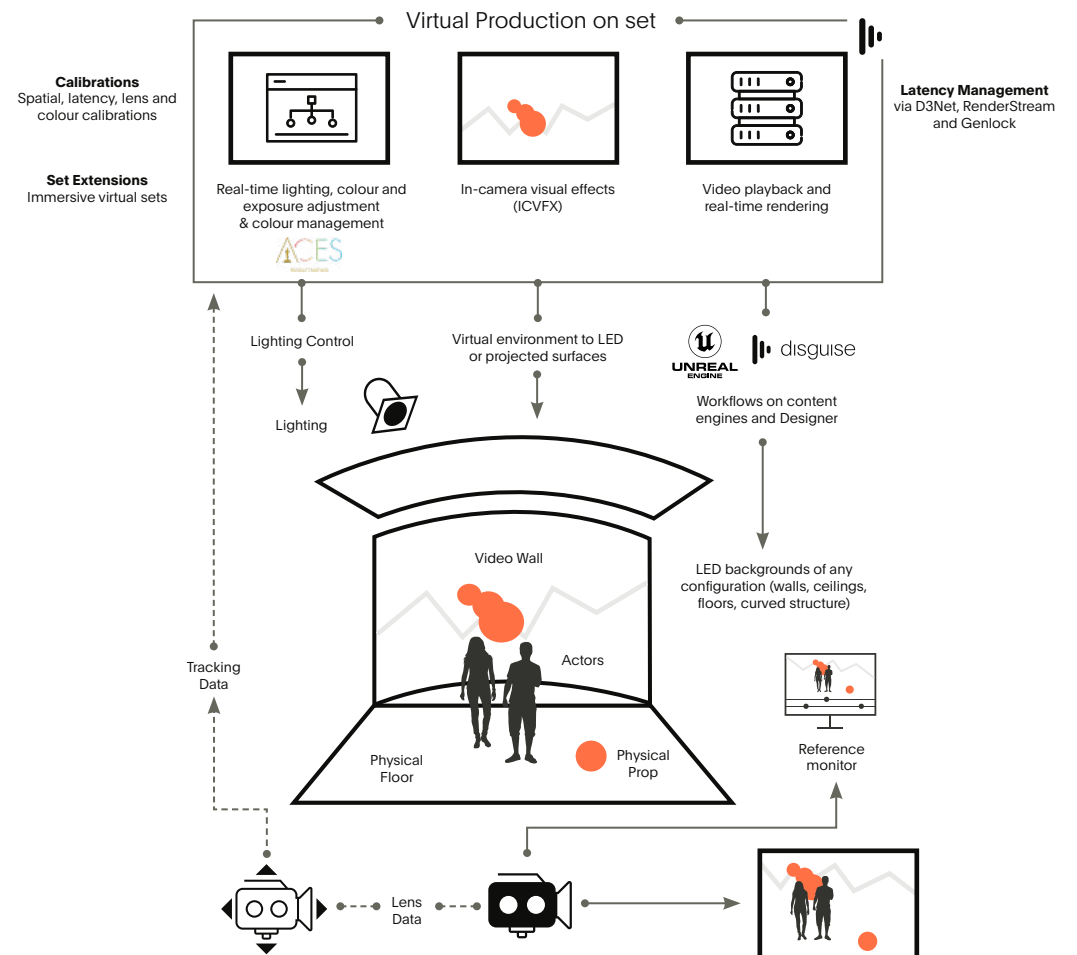 Virtual Production on set
Calibrations
Spatial, latency, lens and
colour calibrations
Set Extensions
Immersive virtual sets
Latency Management
via D3Net, RenderStream
and Genlock
Real-time lighting, colour and
exposure adjustment
& colour management
ACES
In-camera visual effects
(ICVFX)
Video playback and
real-time rendering
Lighting Control
Lighting
Virtual environment to LED
or projected surfaces
UNREAL
ENGINE
disguise
Workflows on content
engines and Designer
Video Wall
LED backgrounds of any
configuration (walls, ceilings,
floors, curved structure)
Actors
Tracking
Data
Physical
Floor
Physical
Prop
Reference
monitor
Lens
Data